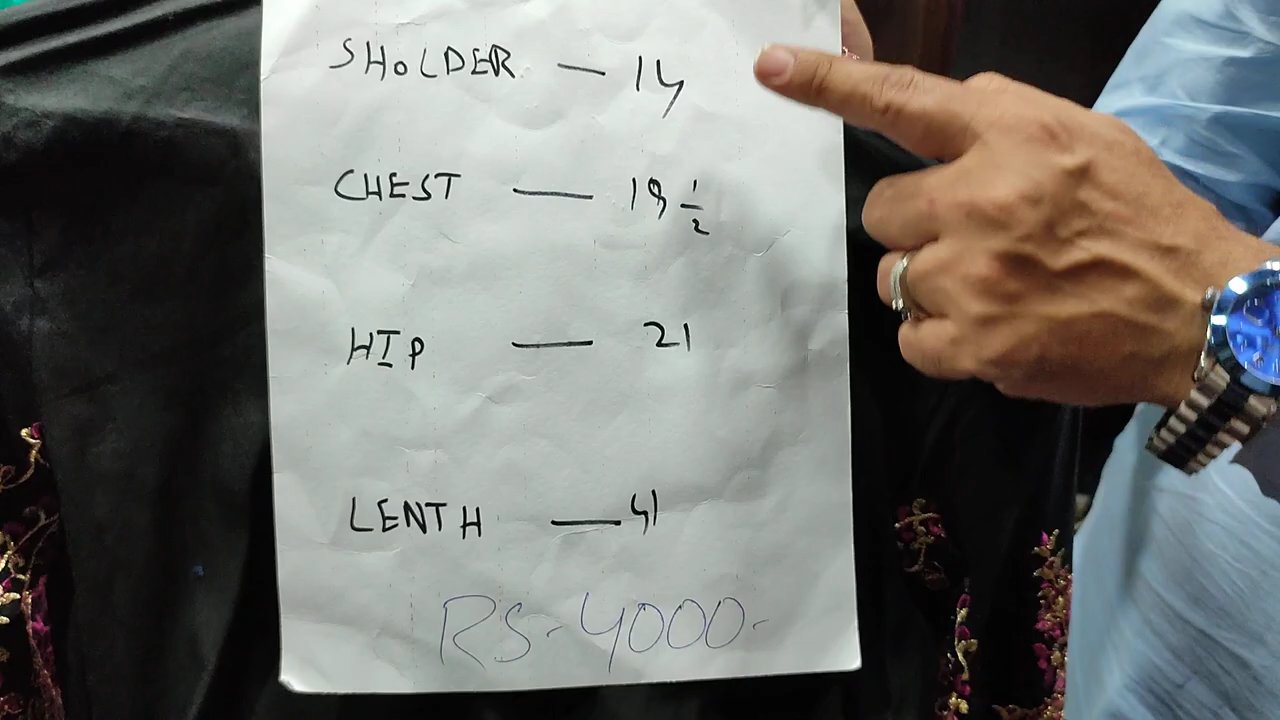 SHOLDER — 14
CHEST — 19 1/2
HIP — 21
LENTH — 41
RS-4000-